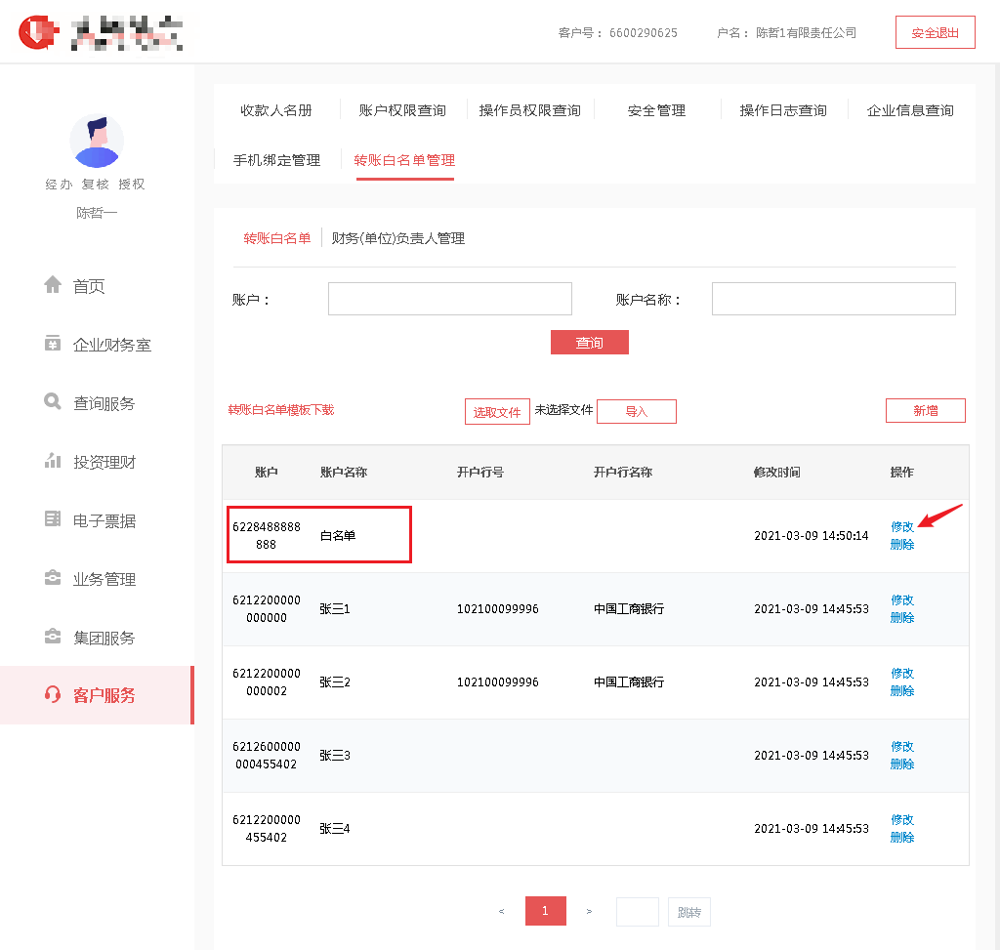 客户号： 6600290625 户名： 陈哲1有限责任公司 安全退出
收款人名册 账户权限查询 操作员权限查询 安全管理 操作日志查询 企业信息查询
手机绑定管理 转账白名单管理
经办 复核 授权
陈哲一
首页
企业财务室
查询服务
投资理财
电子票据
业务管理
集团服务
客户服务
转账白名单 财务(单位)负责人管理
账户： 账户名称：
查询
转账白名单模板下载 选取文件 未选择文件 导入 新增
账户 账户名称 开户行号 开户行名称 修改时间 操作
6228488888
888 白名单 2021-03-09 14:50:14 修改
删除
6212200000
000000 张三1 102100099996 中国工商银行 2021-03-09 14:45:53 修改
删除
6212200000
000002 张三2 102100099996 中国工商银行 2021-03-09 14:45:53 修改
删除
6212600000
000455402 张三3 2021-03-09 14:45:53 修改
删除
6212200000
455402 张三4 2021-03-09 14:45:53 修改
删除
< 1 > 跳转